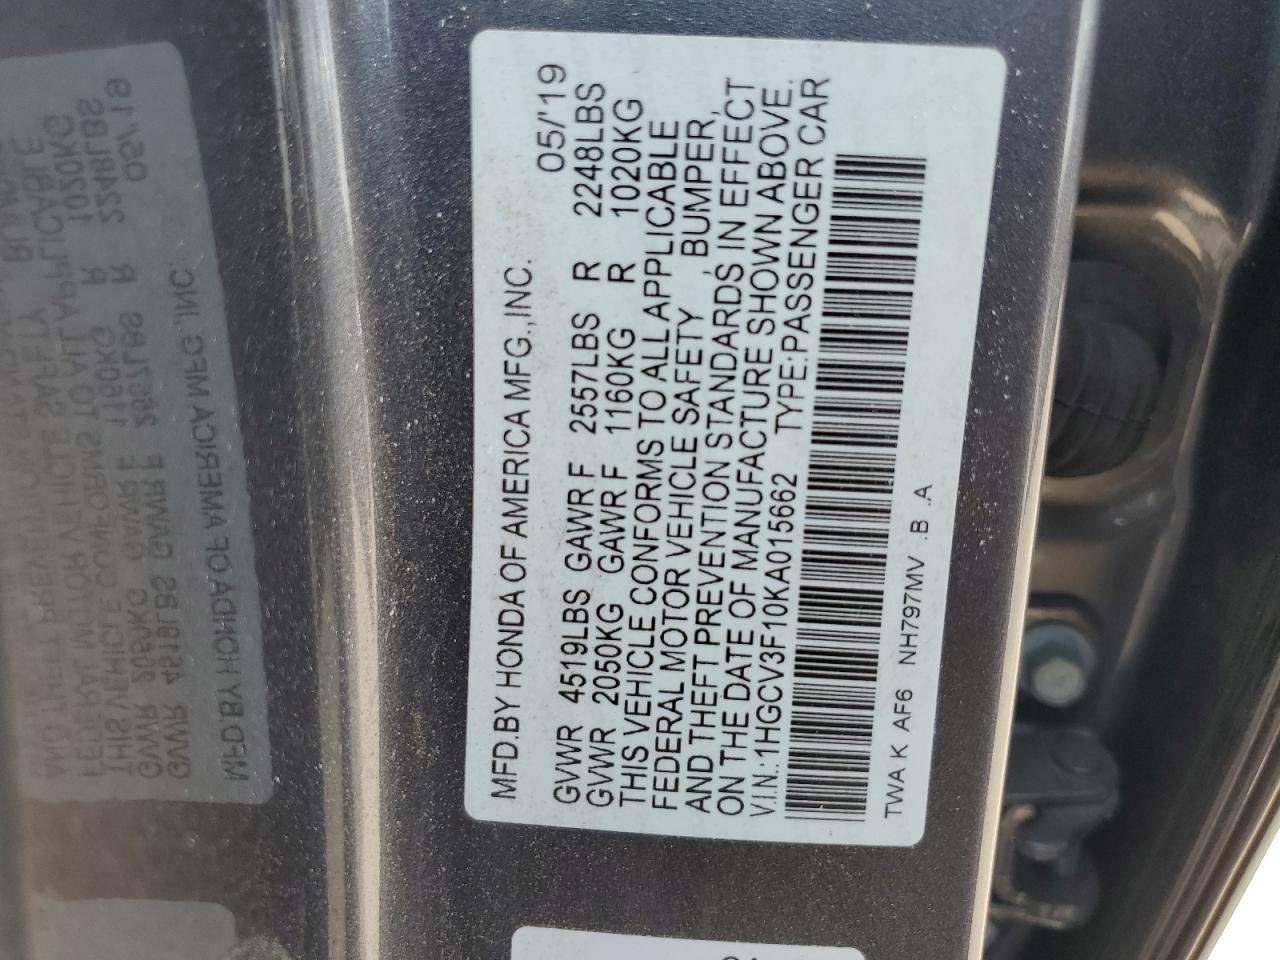 MFD.BY HONDA OF AMERICA MFG.,INC. 05/'19
GVWR 4519LBS GAWR F 2557LBS R 2248LBS
GVWR 2050KG GAWR F 1160KG R 1020KG
THIS VEHICLE CONFORMS TO ALL APPLICABLE
FEDERAL MOTOR VEHICLE SAFETY, BUMPER,
AND THEFT PREVENTION STANDARDS IN EFFECT
ON THE DATE OF MANUFACTURE SHOWN ABOVE.
V.I.N.:1HGCV3F10KA015662 TYPE:PASSENGER CAR
TWA K AF6 NH797MV .B .A